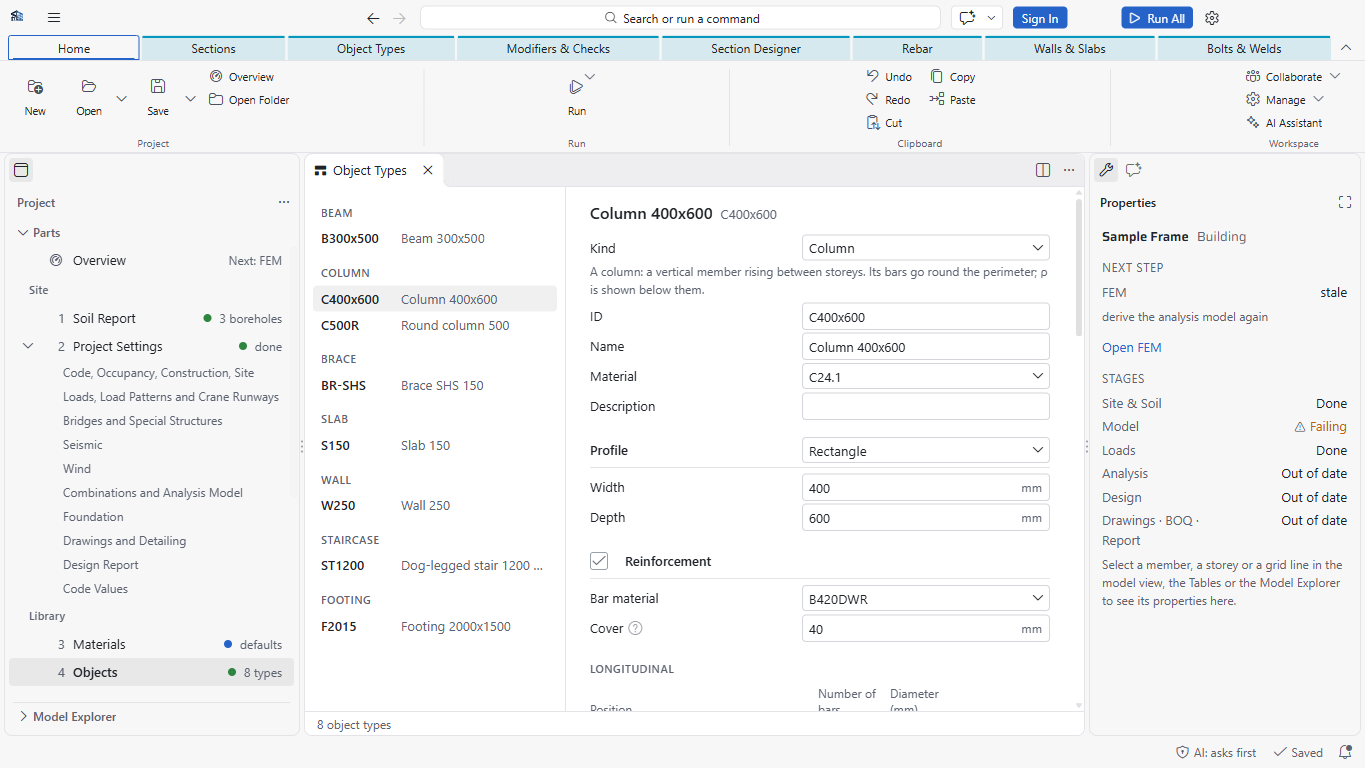 Search or run a command
Sign In
Run All
Home
Sections
Object Types
Modifiers & Checks
Section Designer
Rebar
Walls & Slabs
Bolts & Welds
New
Open
Save
Overview
Open Folder
Project
Run
Run
Undo
Redo
Cut
Copy
Paste
Clipboard
Collaborate
Manage
AI Assistant
Workspace
Project
Parts
Overview Next: FEM
Site
1 Soil Report 3 boreholes
2 Project Settings done
Code, Occupancy, Construction, Site
Loads, Load Patterns and Crane Runways
Bridges and Special Structures
Seismic
Wind
Combinations and Analysis Model
Foundation
Drawings and Detailing
Design Report
Code Values
Library
3 Materials defaults
4 Objects 8 types
Model Explorer
Object Types
BEAM
B300x500 Beam 300x500
COLUMN
C400x600 Column 400x600
C500R Round column 500
BRACE
BR-SHS Brace SHS 150
SLAB
S150 Slab 150
WALL
W250 Wall 250
STAIRCASE
ST1200 Dog-legged stair 1200 ...
FOOTING
F2015 Footing 2000x1500
8 object types
Column 400x600 C400x600
Kind Column
A column: a vertical member rising between storeys. Its bars go round the perimeter; ρ
is shown below them.
ID C400x600
Name Column 400x600
Material C24.1
Description
Profile Rectangle
Width 400 mm
Depth 600 mm
Reinforcement
Bar material B420DWR
Cover 40 mm
LONGITUDINAL
Position
Number of bars
Diameter (mm)
Properties
Sample Frame Building
NEXT STEP
FEM stale
derive the analysis model again
Open FEM
STAGES
Site & Soil Done
Model Failing
Loads Done
Analysis Out of date
Design Out of date
Drawings · BOQ · Out of date
Report
Select a member, a storey or a grid line in the
model view, the Tables or the Model Explorer
to see its properties here.
AI: asks first
Saved